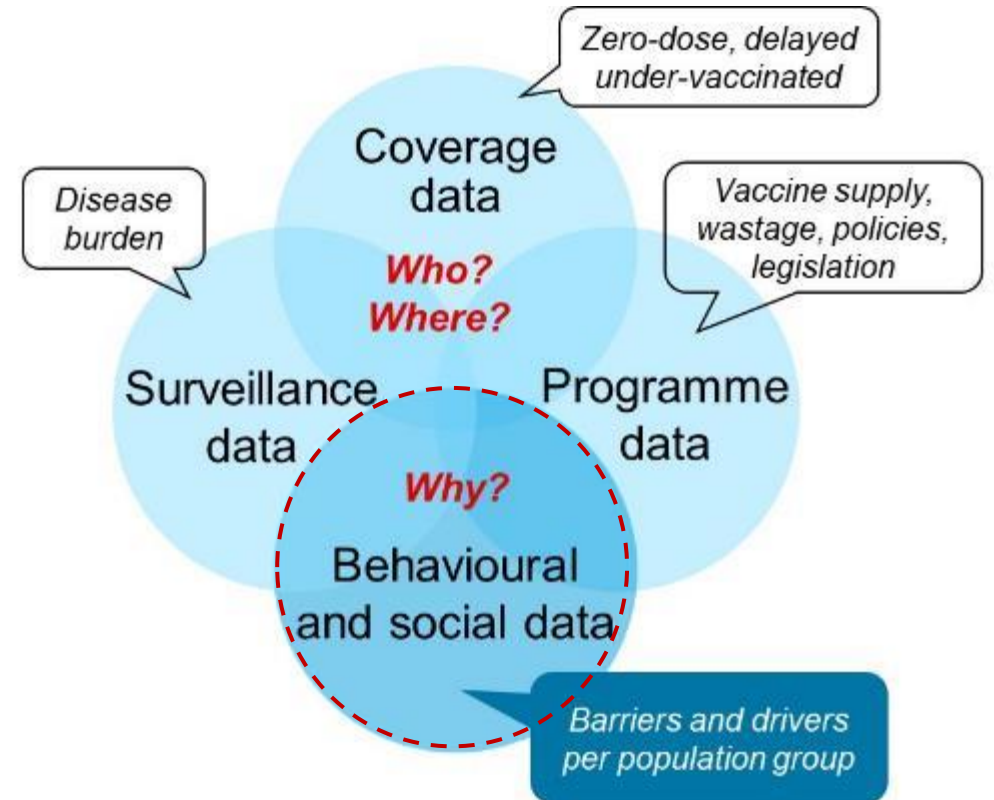 Zero-dose, delayed
under-vaccinated
Coverage
data
Disease
burden
Vaccine supply,
wastage, policies,
legislation
Who?
Where?
Surveillance
data
Programme
data
Why?
Behavioural
and social data
Barriers and drivers
per population group